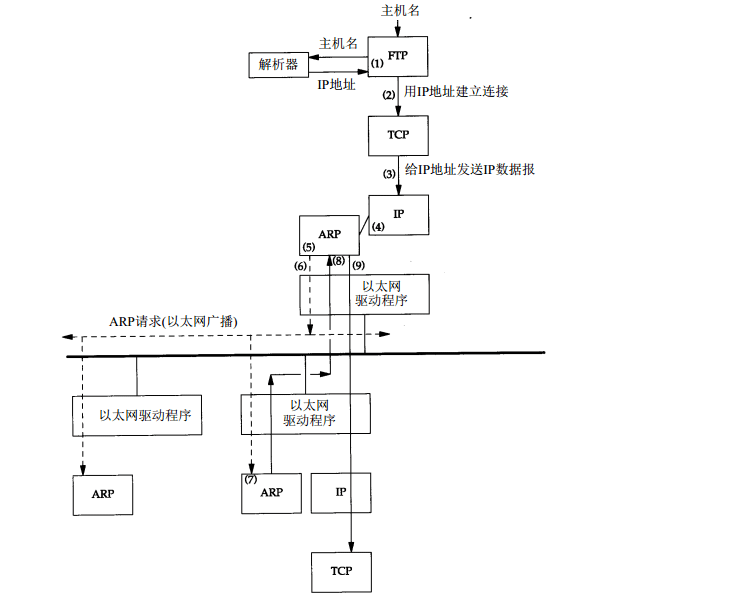 主机名
主机名
FTP
(1)
解析器
IP地址
(2)
用IP地址建立连接
TCP
(3)
给IP地址发送IP数据报
IP
(4)
ARP
(5)
(6)
(8)
(9)
以太网
驱动程序
ARP请求(以太网广播)
以太网驱动程序
以太网
驱动程序
ARP
(7)
ARP
IP
TCP